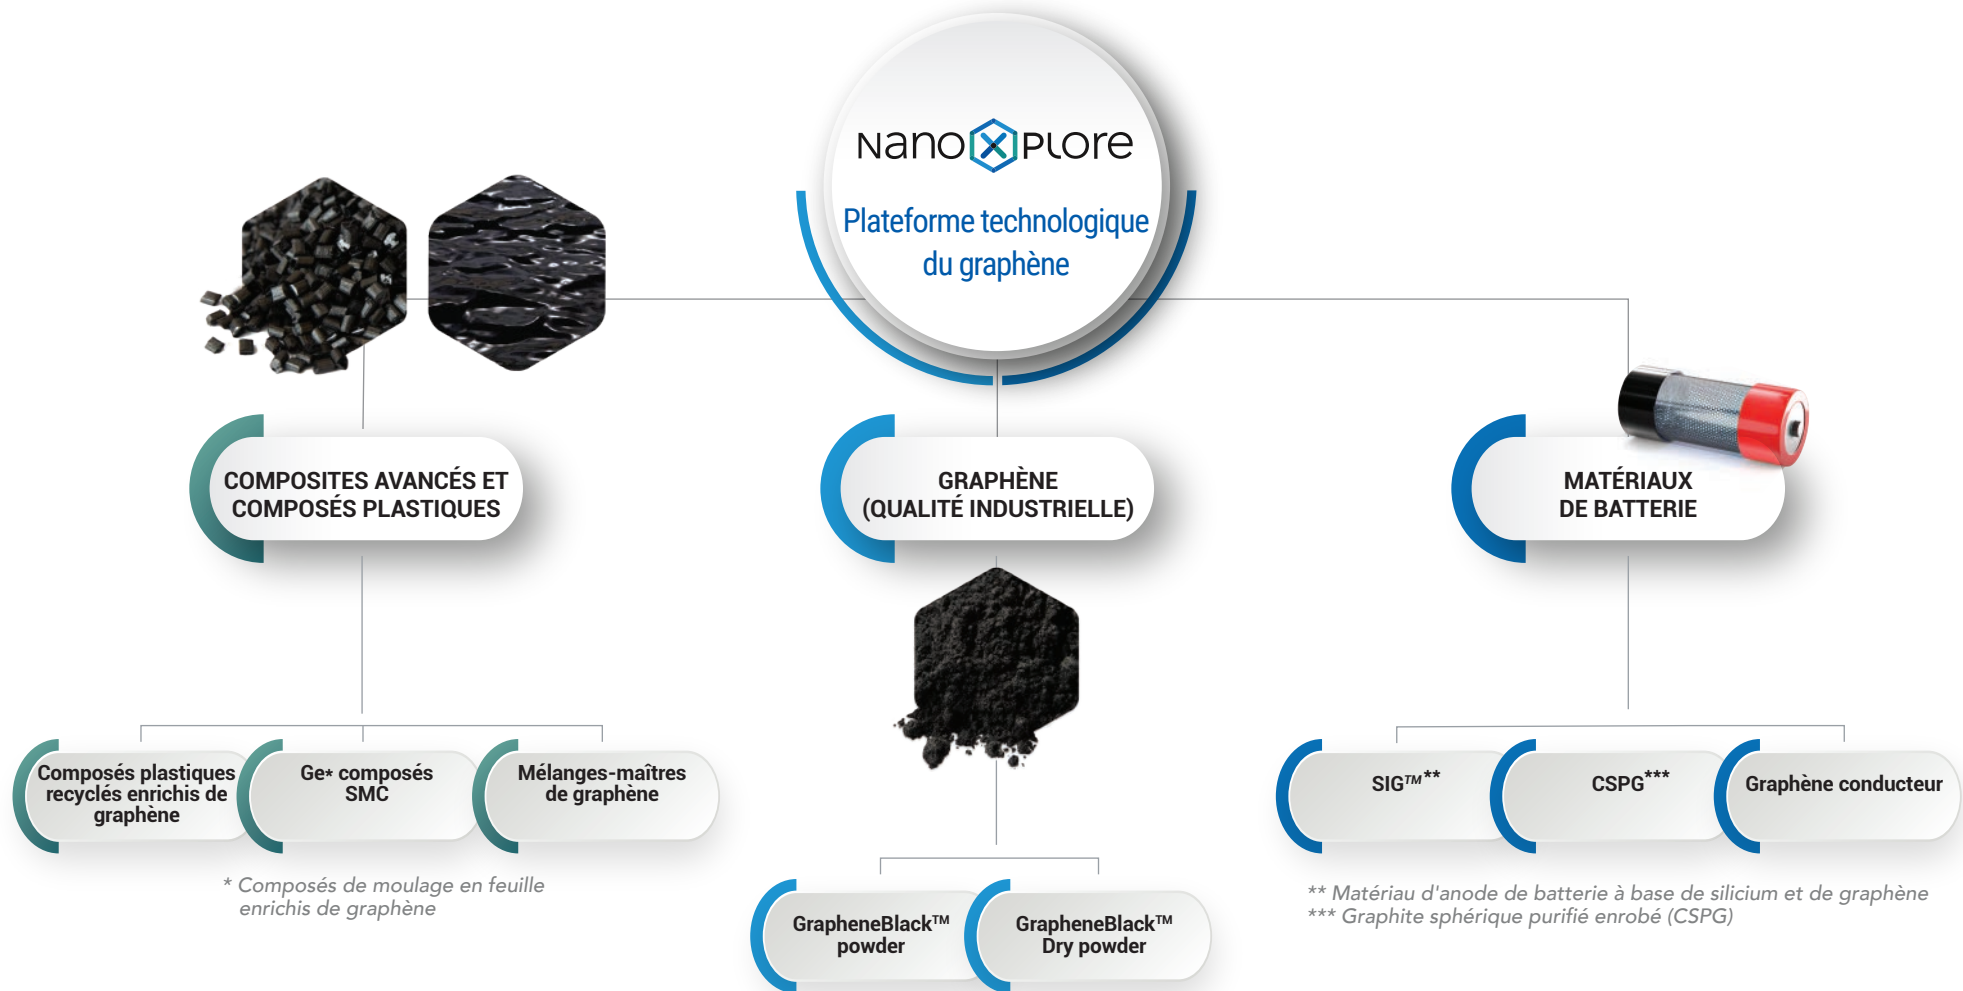 NanoXplore
Plateforme technologique
du graphène
COMPOSITES AVANCÉS ET
COMPOSÉS PLASTIQUES
GRAPHÈNE
(QUALITÉ INDUSTRIELLE)
MATÉRIAUX
DE BATTERIE
Composés plastiques
recyclés enrichis de
graphène
Ge* composés
SMC
Mélanges-maîtres
de graphène
* Composés de moulage en feuille
enrichis de graphène
GrapheneBlack™
powder
GrapheneBlack™
Dry powder
SIG™**
CSPG***
Graphène conducteur
** Matériau d'anode de batterie à base de silicium et de graphène
*** Graphite sphérique purifié enrobé (CSPG)